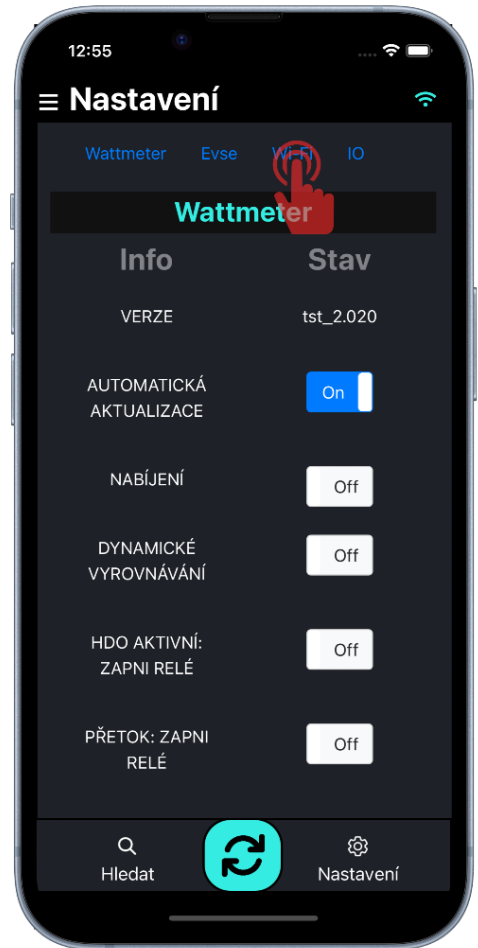 12:55
Nastavení
Wattmeter Evse Wi-Fi IO
Wattmeter
Info Stav
VERZE tst_2.020
AUTOMATICKÁ
AKTUALIZACE
On
NABÍJENÍ Off
DYNAMICKÉ
VYROVNÁVÁNÍ
Off
HDO AKTIVNÍ:
ZAPNI RELÉ
Off
PŘETOK: ZAPNI
RELÉ
Off
Hledat Nastavení